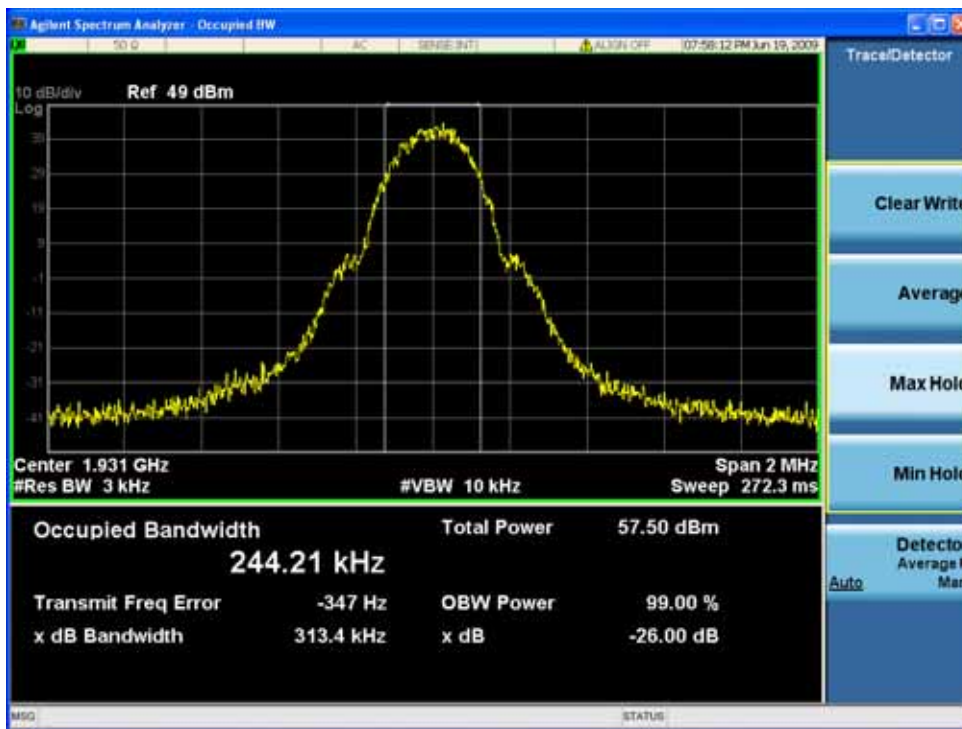 Agilent Spectrum Analyzer - Occupied BW
50 Ω AC SENSE:INT ALIGN OFF 07:58:12 PM Jun 19, 2009
Trace/Detector
10 dB/div Ref 49 dBm
Log
39
29
19
9
-1
-11
-21
-31
-41
Center 1.931 GHz Span 2 MHz
#Res BW 3 kHz #VBW 10 kHz Sweep 272.3 ms
Occupied Bandwidth Total Power 57.50 dBm
244.21 kHz
Transmit Freq Error -347 Hz OBW Power 99.00 %
x dB Bandwidth 313.4 kHz x dB -26.00 dB
Clear Write
Average
Max Hold
Min Hold
Detecto
Average
Auto Man
MSG STATUS